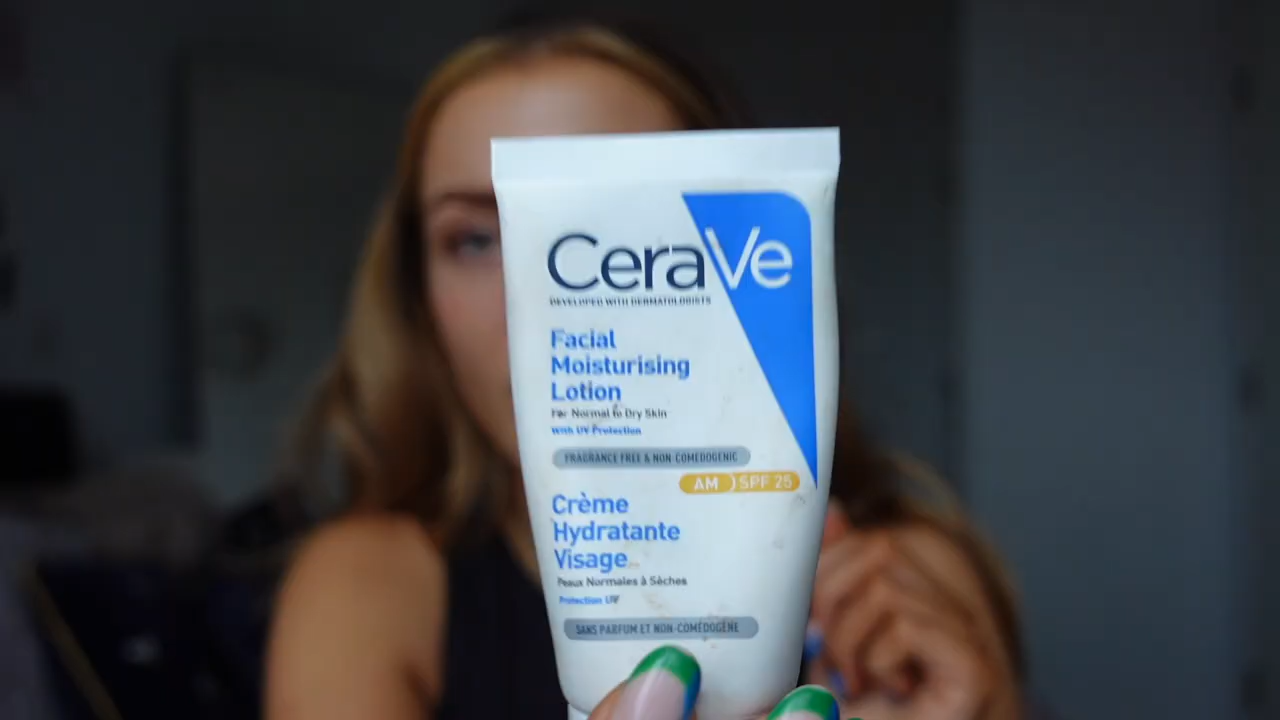 CeraVe
DEVELOPED WITH DERMATOLOGISTS
Facial
Moisturising
Lotion
For Normal to Dry Skin
With UV Protection
FRAGRANCE FREE & NON-COMEDOGENIC
AM SPF 25
Crème
Hydratante
Visage
Peaux Normales à Sèches
Protection UV
SANS PARFUM ET NON-COMÉDOGÈNE